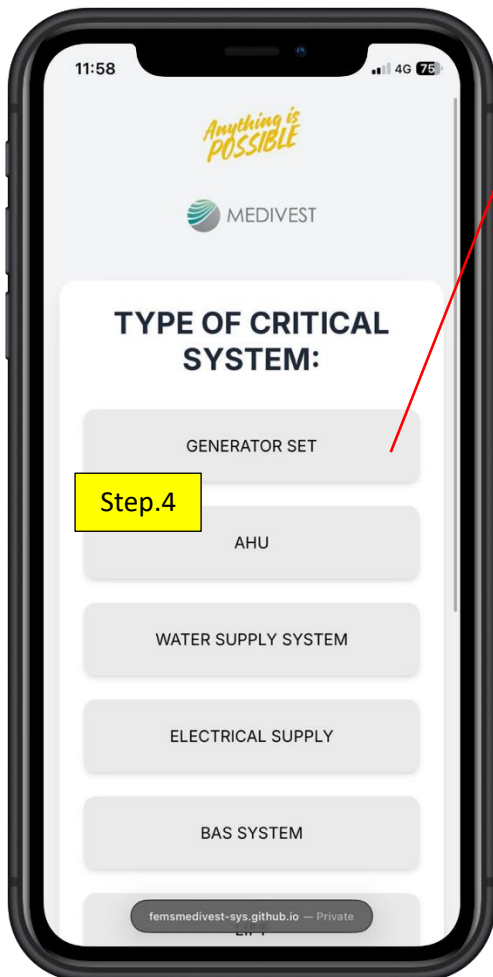 11:58
4G 75
Anything is
POSSIBLE
MEDIVEST
TYPE OF CRITICAL
SYSTEM:
GENERATOR SET
Step.4
AHU
WATER SUPPLY SYSTEM
ELECTRICAL SUPPLY
BAS SYSTEM
femsmedivest-sys.github.io — Private